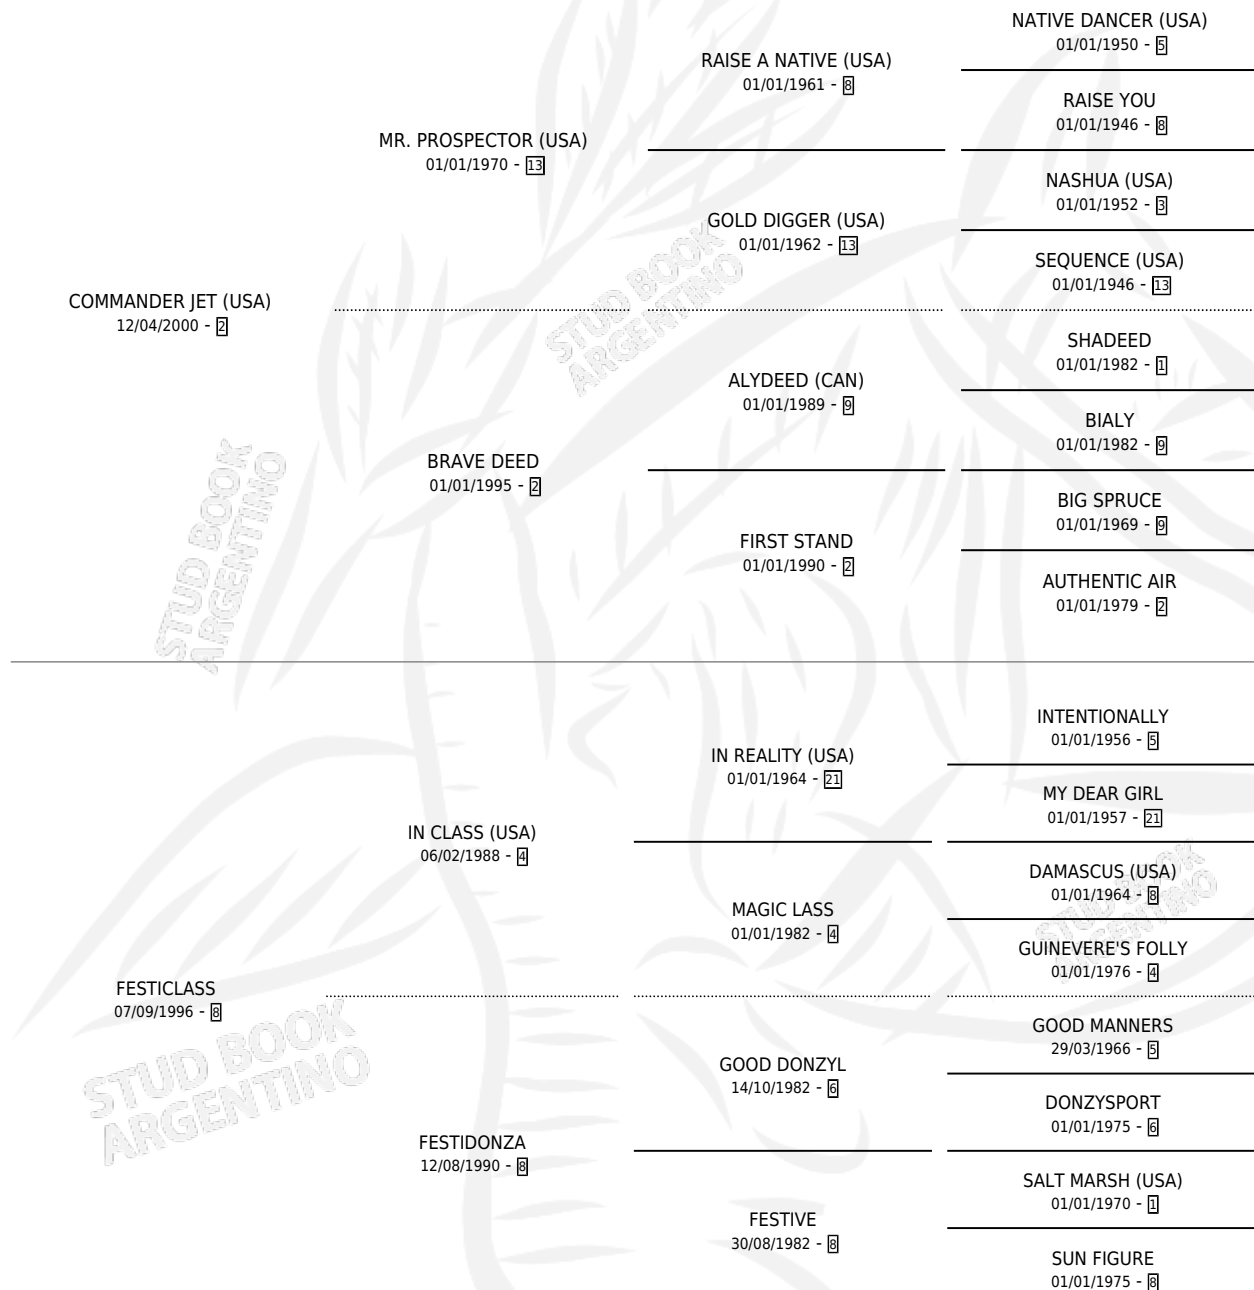 NATIVE DANCER (USA)
01/01/1950 - 5
RAISE A NATIVE (USA)
01/01/1961 - 8
RAISE YOU
01/01/1946 - 8
MR. PROSPECTOR (USA)
01/01/1970 - 13
NASHUA (USA)
01/01/1952 - 3
GOLD DIGGER (USA)
01/01/1962 - 13
SEQUENCE (USA)
01/01/1946 - 13
COMMANDER JET (USA)
12/04/2000 - 2
SHADEED
01/01/1982 - 1
ALYDEED (CAN)
01/01/1989 - 9
BIALY
01/01/1982 - 9
BRAVE DEED
01/01/1995 - 2
BIG SPRUCE
01/01/1969 - 9
FIRST STAND
01/01/1990 - 2
AUTHENTIC AIR
01/01/1979 - 2
INTENTIONALLY
01/01/1956 - 5
IN REALITY (USA)
01/01/1964 - 21
MY DEAR GIRL
01/01/1957 - 21
IN CLASS (USA)
06/02/1988 - 4
DAMASCUS (USA)
01/01/1964 - 8
MAGIC LASS
01/01/1982 - 4
GUINEVERE'S FOLLY
01/01/1976 - 4
FESTICLASS
07/09/1996 - 8
GOOD MANNERS
29/03/1966 - 5
GOOD DONZYL
14/10/1982 - 6
DONZYSPORT
01/01/1975 - 6
FESTIDONZA
12/08/1990 - 8
SALT MARSH (USA)
01/01/1970 - 1
FESTIVE
30/08/1982 - 8
SUN FIGURE
01/01/1975 - 8
STUD BOOK
ARGENTINO
STUD BOOK
ARGENTINO
STUD BOOK
ARGENTINO
STUD BOOK
ARGENTINO